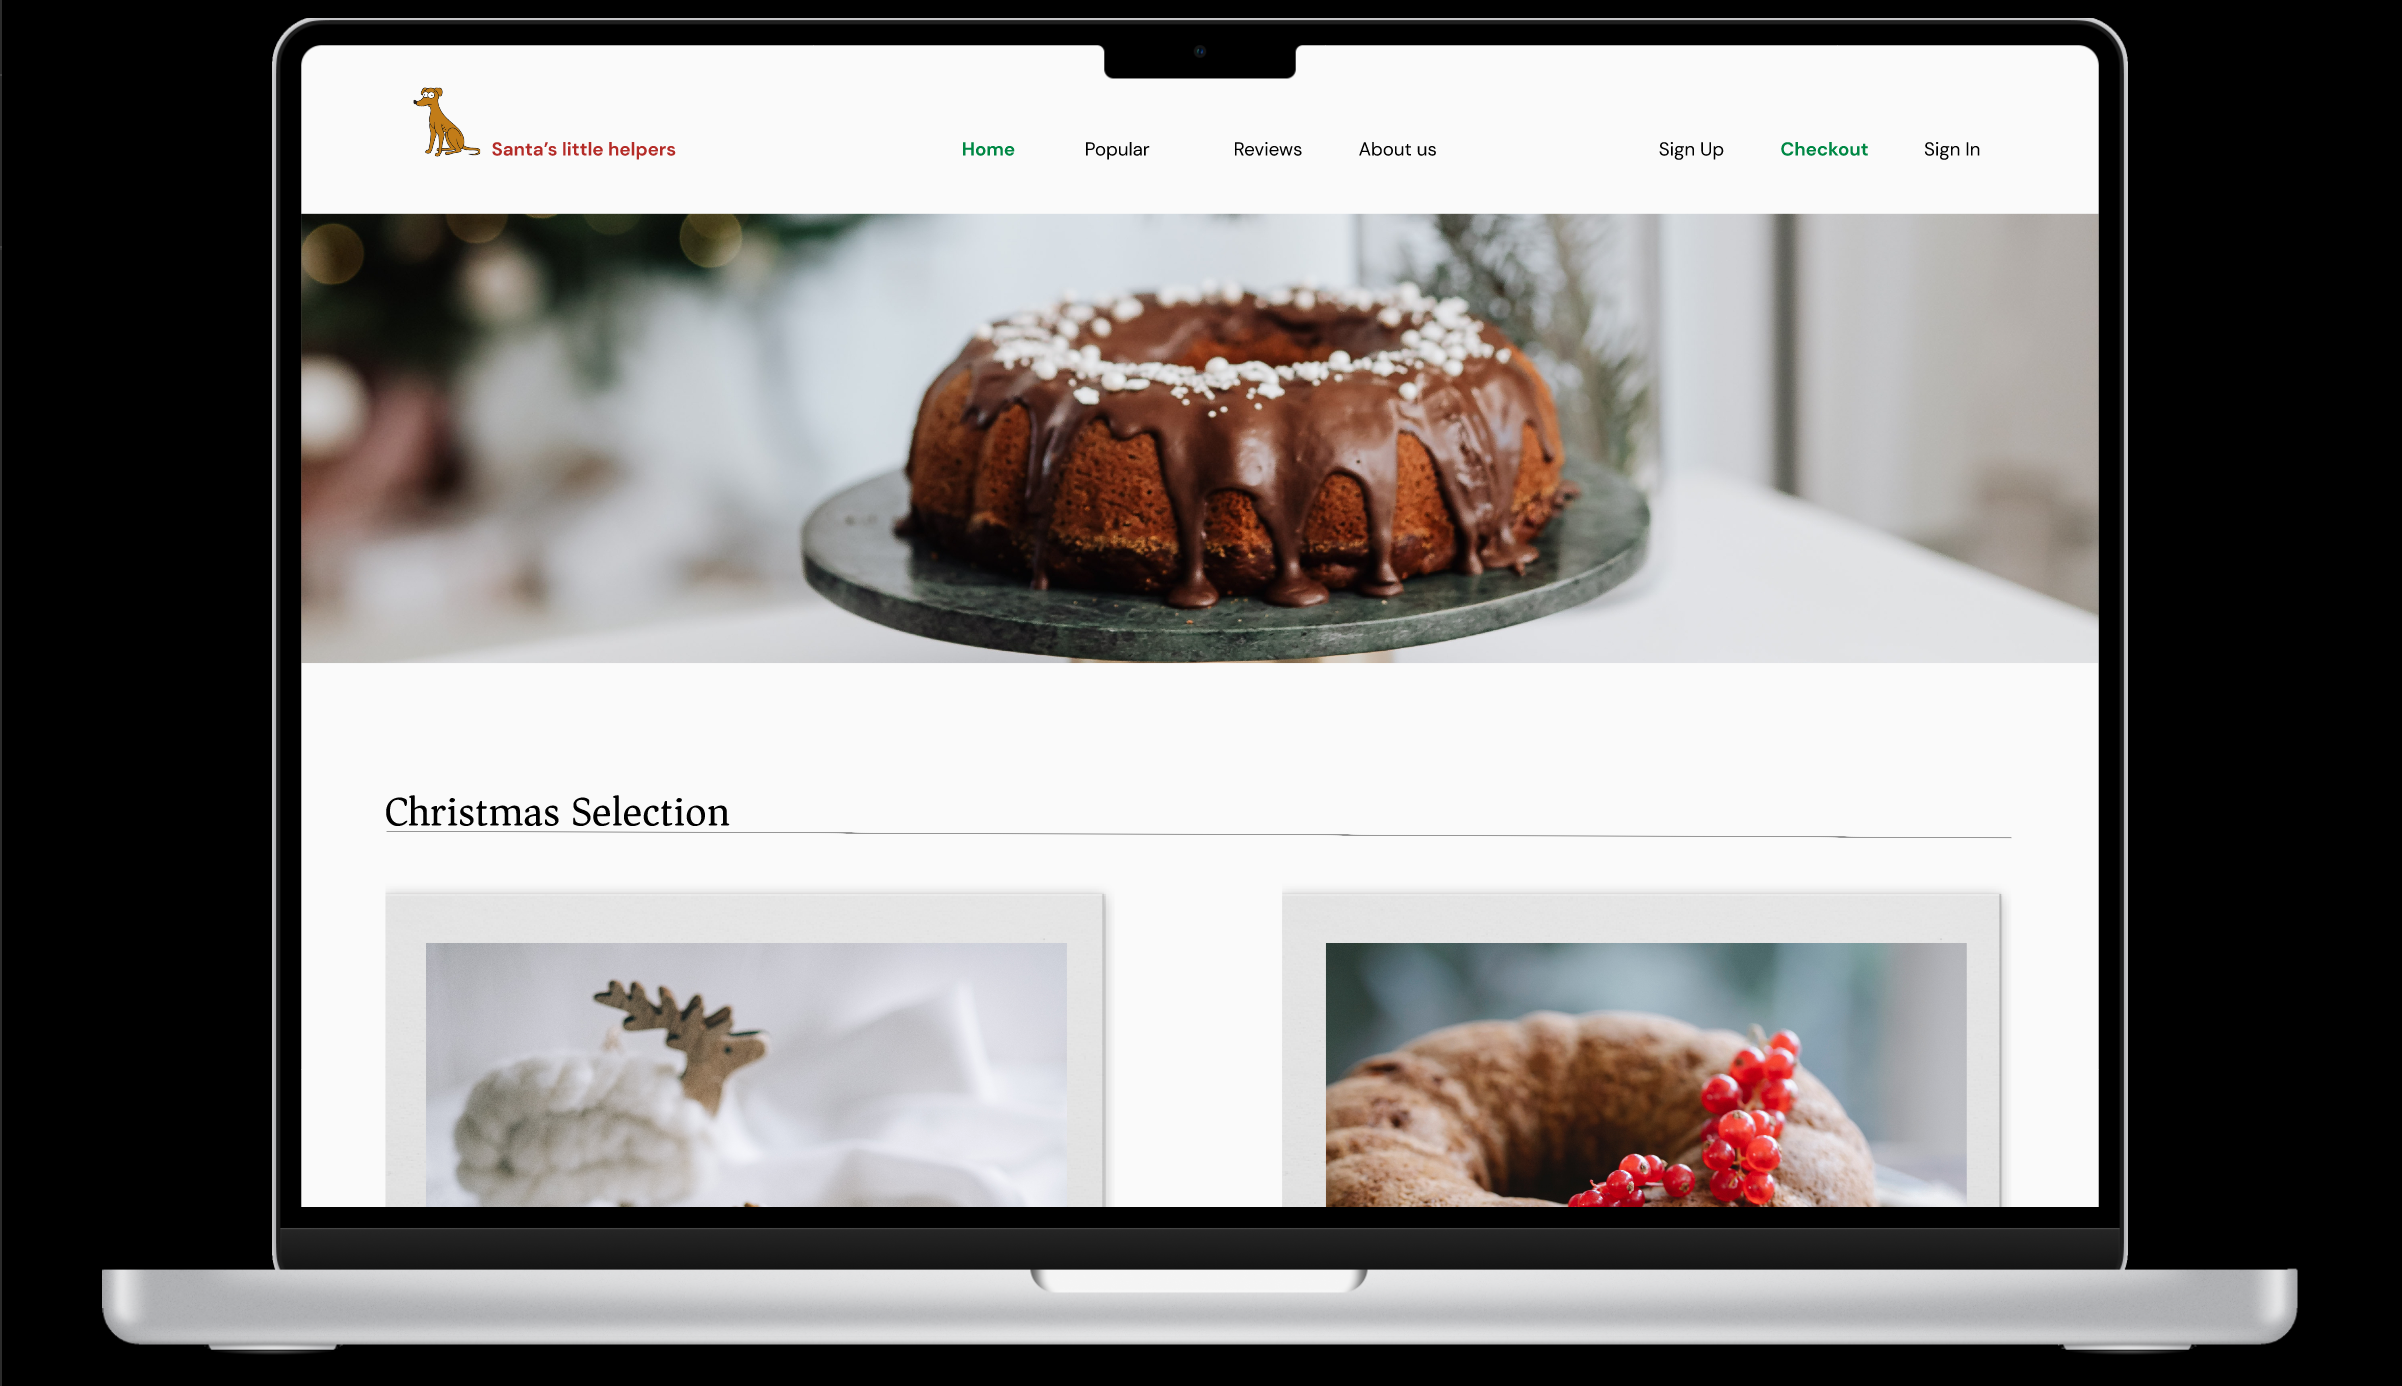 Santa’s little helpers
Home Popular Reviews About us
Sign Up Checkout Sign In
Christmas Selection